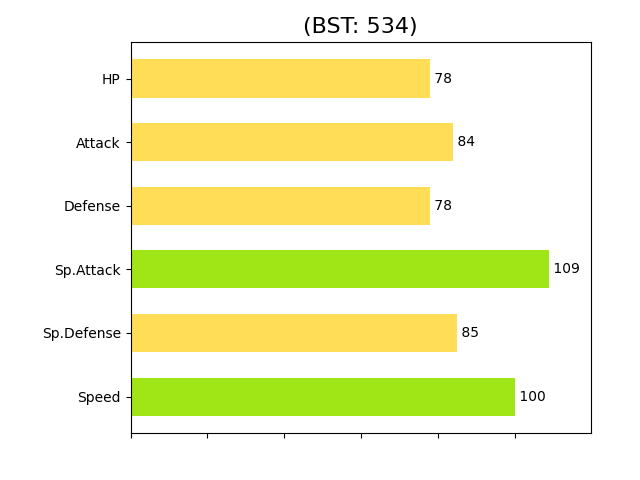 (BST: 534)
HP 78
Attack 84
Defense 78
Sp.Attack 109
Sp.Defense 85
Speed 100